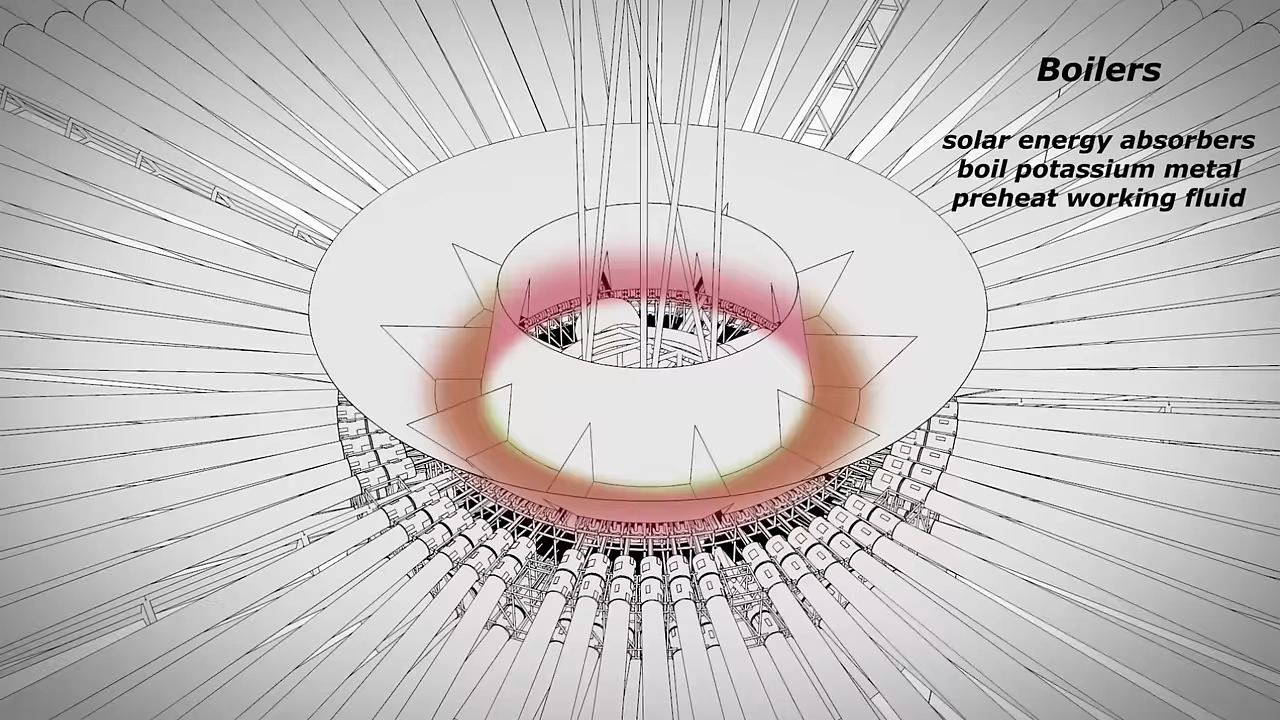 Boilers
solar energy absorbers
boil potassium metal
preheat working fluid